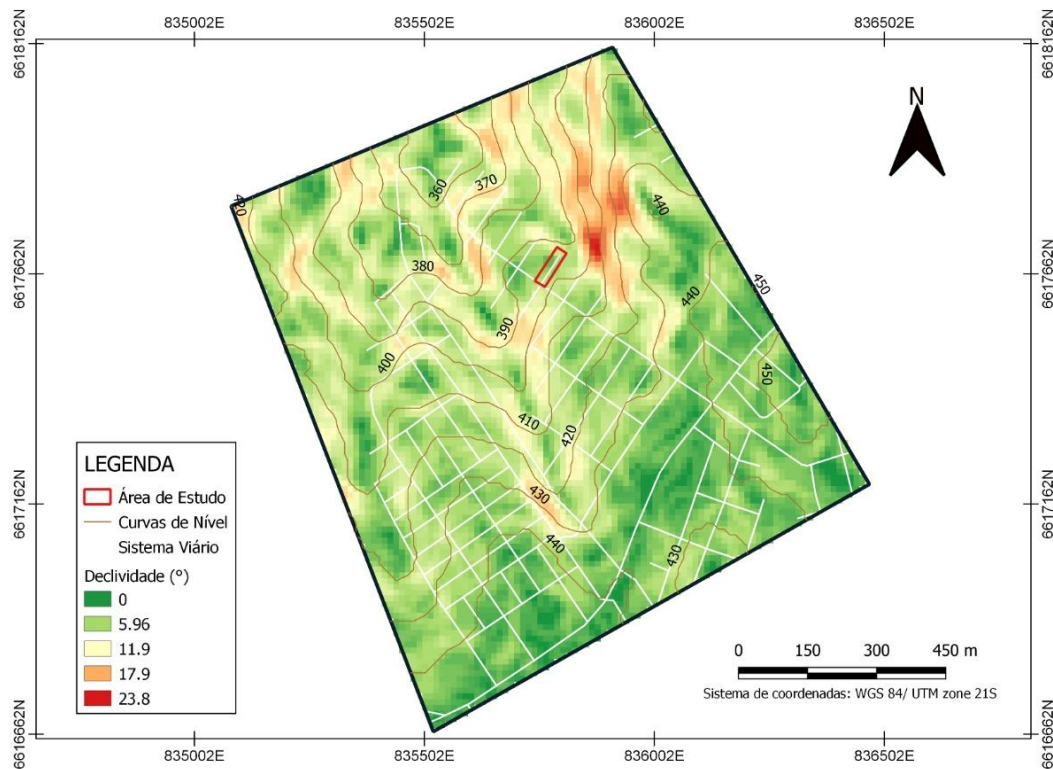 835002E
835502E
836002E
836502E
6618162N
6618162N
N
420
360
370
440
6617662N
380
450
440
6617662N
390
400
450
410
420
LEGENDA
Área de Estudo
Curvas de Nível
Sistema Viário
Declividade (°)
0
5.96
11.9
17.9
23.8
6617162N
430
440
430
6617162N
0 150 300 450 m
Sistema de coordenadas: WGS 84/ UTM zone 21S
6616662N
6616662N
835002E
835502E
836002E
836502E